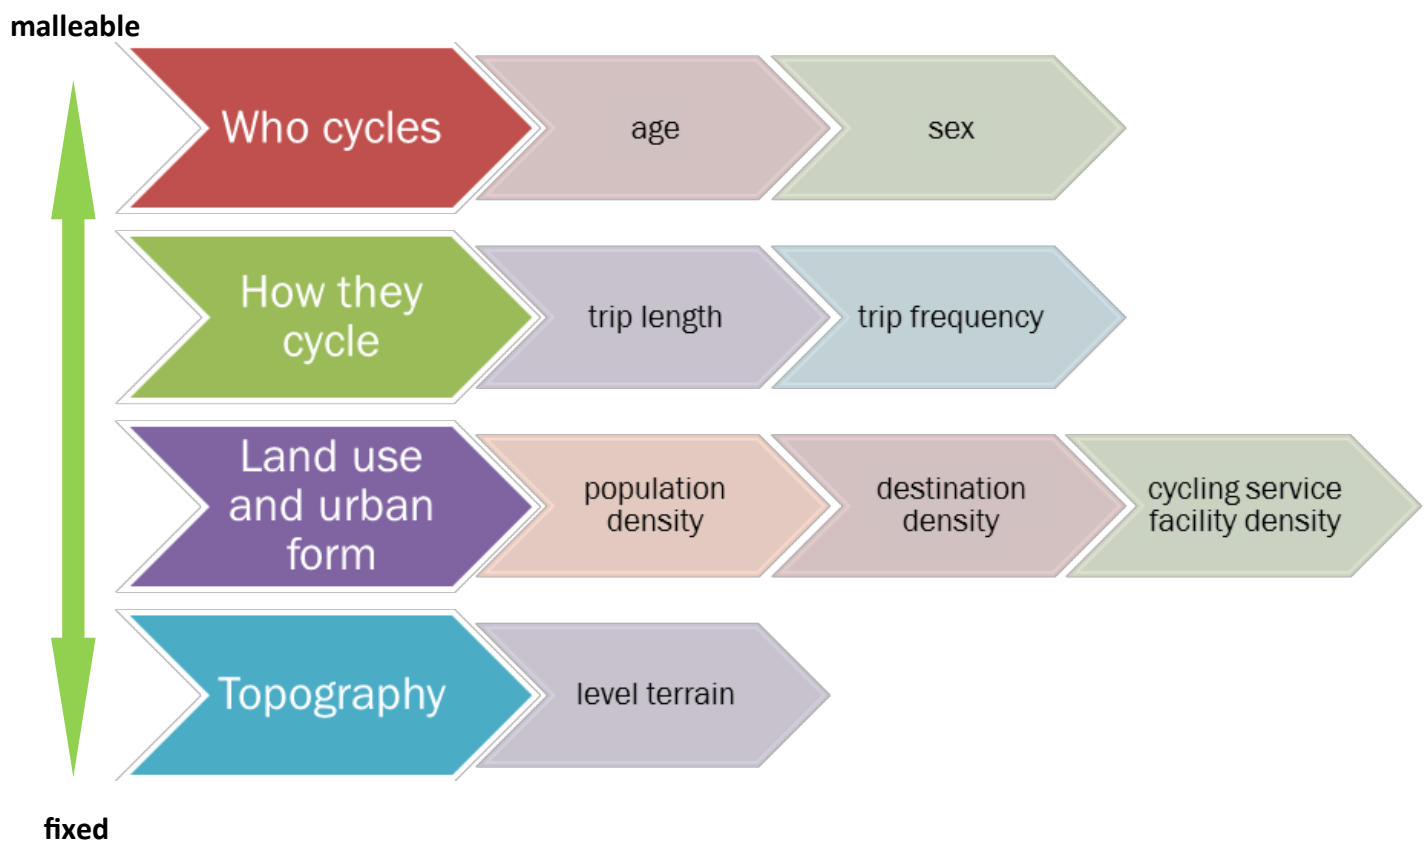 malleable
Who cycles
age
sex
How they
cycle
trip length
trip frequency
Land use
and urban
form
population
density
destination
density
cycling service
facility density
Topography
level terrain
fixed